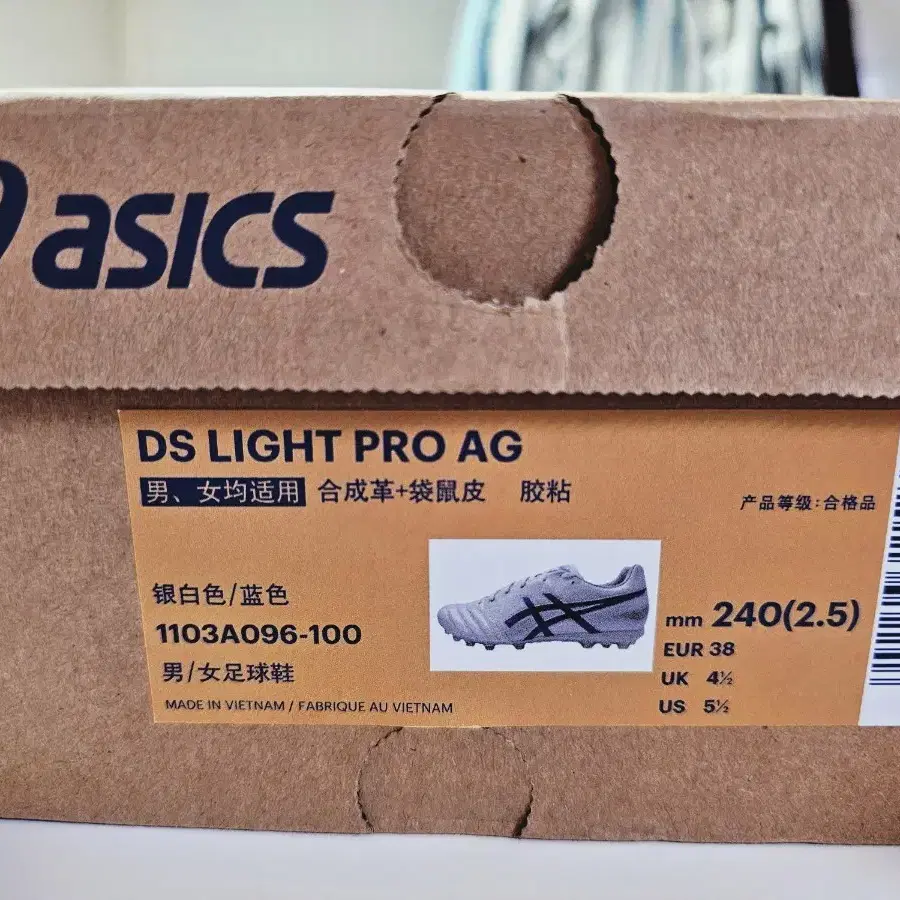 asics
DS LIGHT PRO AG
男、女均适用 合成革+袋鼠皮 胶粘
产品等级:合格品
银白色/蓝色
1103A096-100
男/女足球鞋
MADE IN VIETNAM / FABRIQUE AU VIETNAM
mm 240(2.5)
EUR 38
UK 4½
US 5½